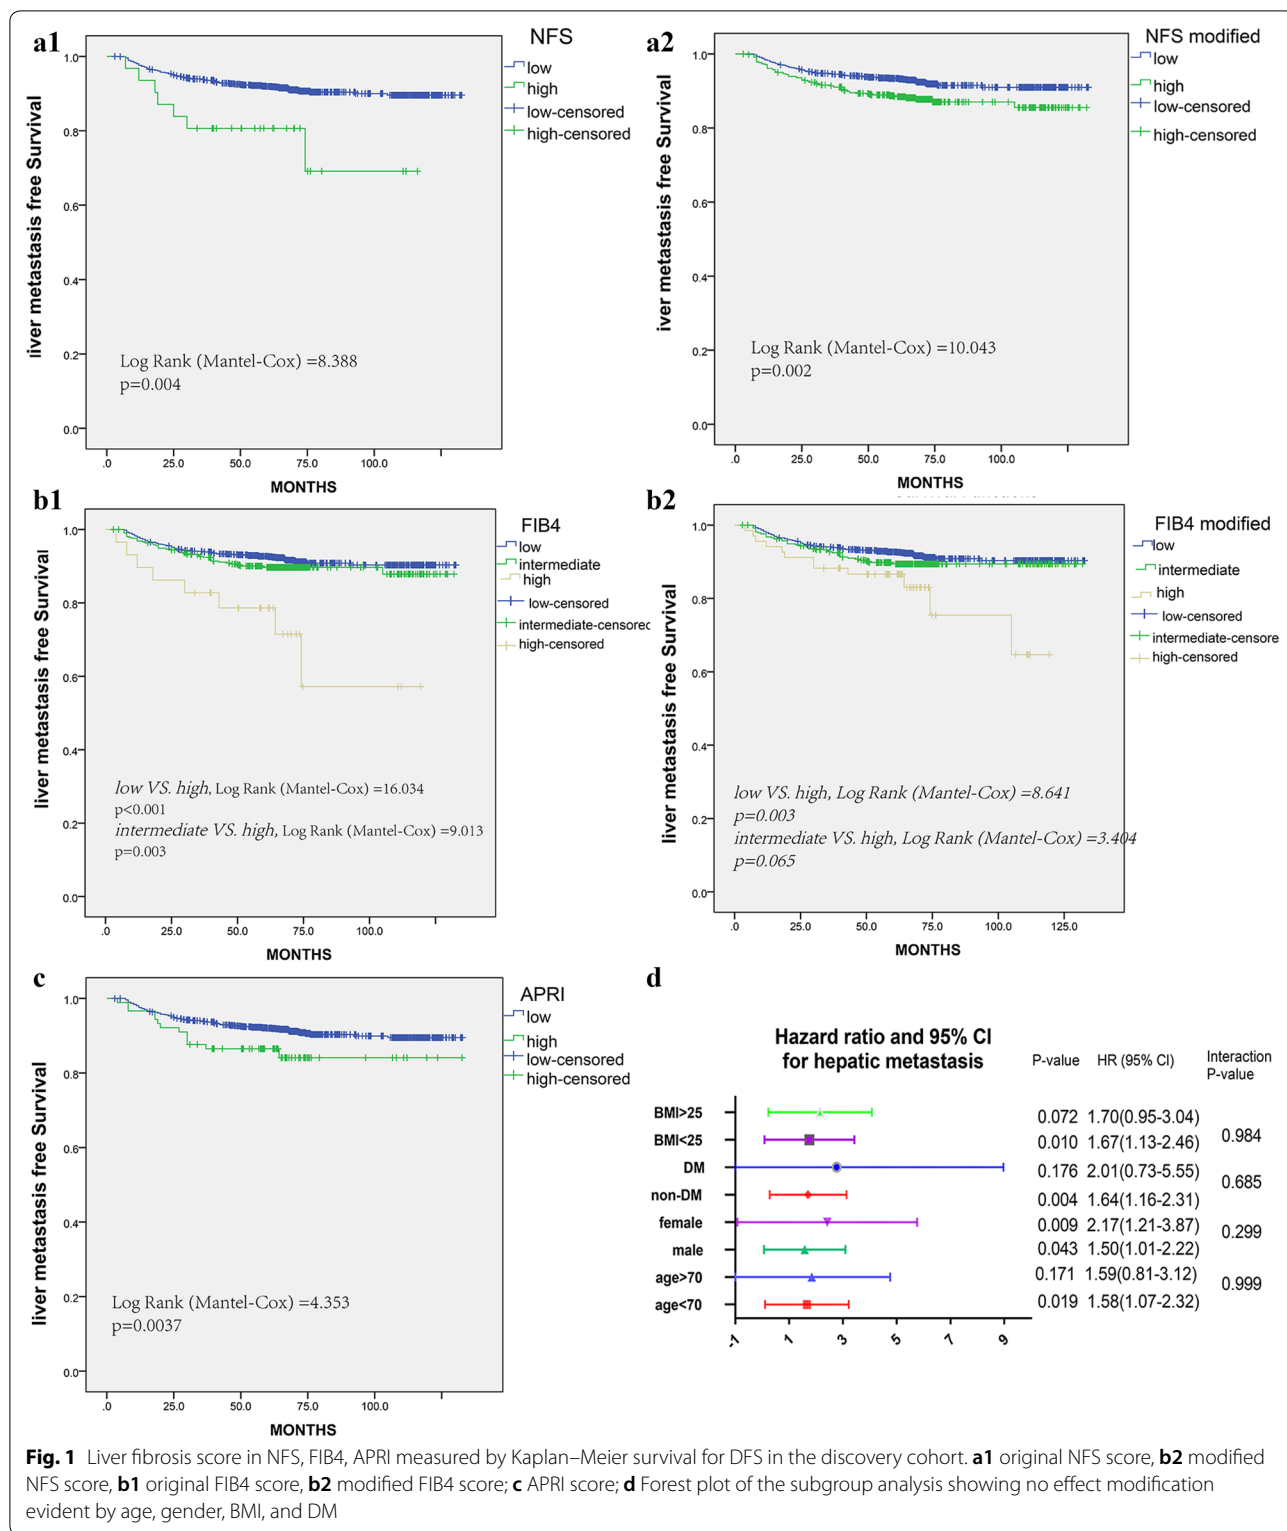 a1
NFS
low
high
low-censored
high-censored
liver metastasis free Survival
1.0
0.8
0.6
0.4
0.2
0.0
Log Rank (Mantel-Cox) =8.388
p=0.004
.0 25.0 50.0 75.0 100.0
MONTHS
a2
NFS modified
low
high
low-censored
high-censored
iver metastasis free Survival
1.0
0.8
0.6
0.4
0.2
0.0
Log Rank (Mantel-Cox) =10.043
p=0.002
.0 25.0 50.0 75.0 100.0
MONTHS
b1
FIB4
low
intermediate
high
low-censored
intermediate-censored
high-censored
liver metastasis free Survival
1.0
0.8
0.6
0.4
0.2
0.0
low VS. high, Log Rank (Mantel-Cox) =16.034
p<0.001
intermediate VS. high, Log Rank (Mantel-Cox) =9.013
p=0.003
.0 25.0 50.0 75.0 100.0
MONTHS
b2
FIB4 modified
low
intermediate
high
low-censored
intermediate-censore
high-censored
liver metastasis free Survival
1.0
0.8
0.6
0.4
0.2
0.0
low VS. high, Log Rank (Mantel-Cox) =8.641
p=0.003
intermediate VS. high, Log Rank (Mantel-Cox) =3.404
p=0.065
.0 25.0 50.0 75.0 100.0 125.0
MONTHS
c
APRI
low
high
low-censored
high-censored
liver metastasis free Survival
1.0
0.8
0.6
0.4
0.2
0.0
Log Rank (Mantel-Cox) =4.353
p=0.0037
.0 25.0 50.0 75.0 100.0
MONTHS
d
Hazard ratio and 95% CI
for hepatic metastasis
P-value HR (95% CI) Interaction
P-value
BMI>25 0.072 1.70(0.95-3.04)
BMI<25 0.010 1.67(1.13-2.46) 0.984
DM 0.176 2.01(0.73-5.55)
non-DM 0.004 1.64(1.16-2.31) 0.685
female 0.009 2.17(1.21-3.87)
male 0.043 1.50(1.01-2.22) 0.299
age>70 0.171 1.59(0.81-3.12)
age<70 0.019 1.58(1.07-2.32) 0.999
-1 1 3 5 7 9
Fig. 1 Liver fibrosis score in NFS, FIB4, APRI measured by Kaplan–Meier survival for DFS in the discovery cohort. a1 original NFS score, b2 modified
NFS score, b1 original FIB4 score, b2 modified FIB4 score; c APRI score; d Forest plot of the subgroup analysis showing no effect modification
evident by age, gender, BMI, and DM